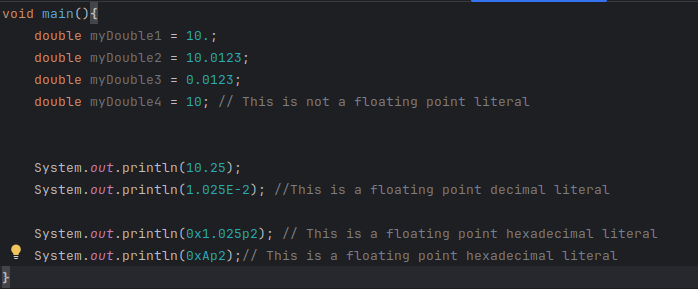 void main(){
double myDouble1 = 10.;
double myDouble2 = 10.0123;
double myDouble3 = 0.0123;
double myDouble4 = 10; // This is not a floating point literal
System.out.println(10.25);
System.out.println(1.025E-2); //This is a floating point decimal literal
System.out.println(0x1.025p2); // This is a floating point hexadecimal literal
System.out.println(0xAp2);// This is a floating point hexadecimal literal
}